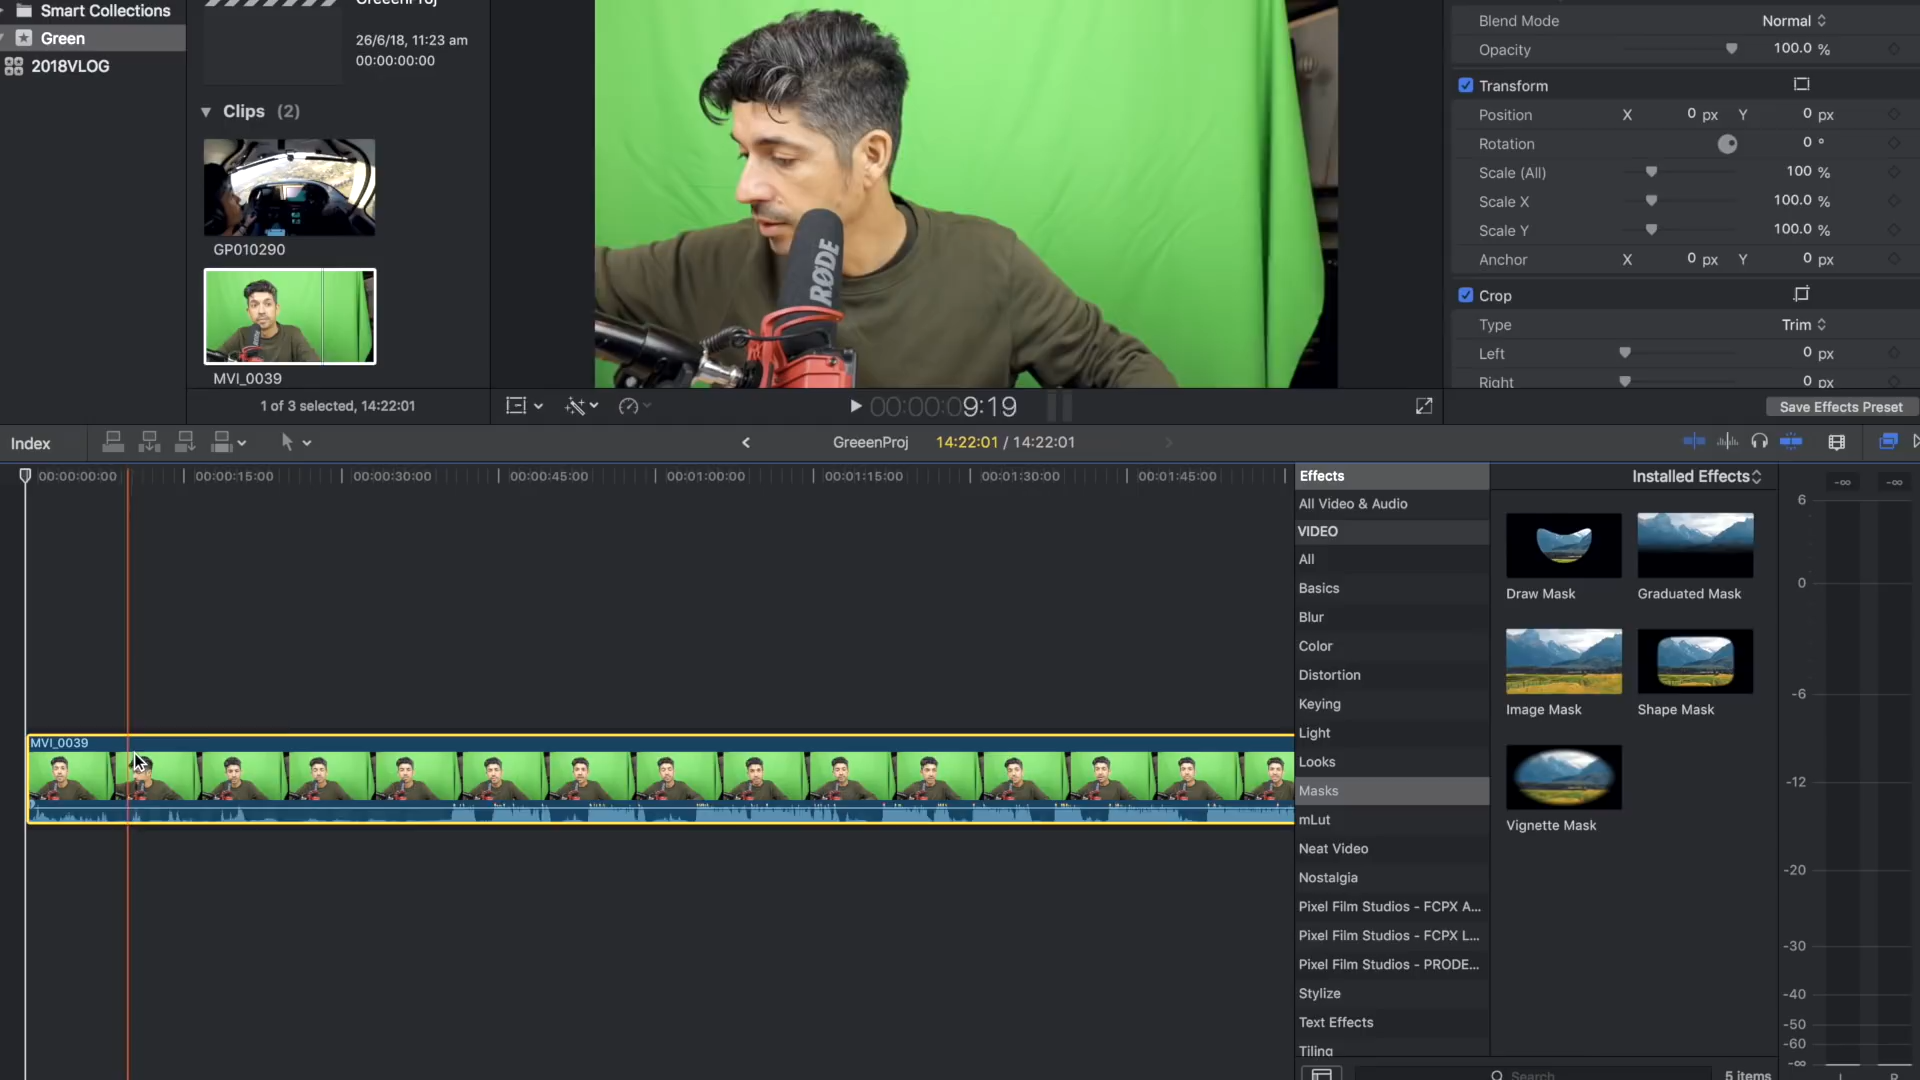 Smart Collections
Green
2018VLOG
GreeenProj
26/6/18, 11:23 am
00:00:00:00
Clips (2)
GP010290
MVI_0039
1 of 3 selected, 14:22:01
RØDE
00:00:09:19
Blend Mode Normal
Opacity 100.0 %
Transform
Position X 0 px Y 0 px
Rotation 0 °
Scale (All) 100 %
Scale X 100.0 %
Scale Y 100.0 %
Anchor X 0 px Y 0 px
Crop
Type Trim
Left 0 px
Right 0 px
Save Effects Preset
Index
GreeenProj 14:22:01 / 14:22:01
00:00:00:00 00:00:15:00 00:00:30:00 00:00:45:00 00:01:00:00 00:01:15:00 00:01:30:00 00:01:45:00
MVI_0039
Effects
All Video & Audio
VIDEO
All
Basics
Blur
Color
Distortion
Keying
Light
Looks
Masks
mLut
Neat Video
Nostalgia
Pixel Film Studios - FCPX A...
Pixel Film Studios - FCPX L...
Pixel Film Studios - PRODE...
Stylize
Text Effects
Tiling
Installed Effects
Draw Mask
Graduated Mask
Image Mask
Shape Mask
Vignette Mask
Search
5 items
-∞ -∞
6
0
-6
-12
-20
-30
-40
-50
-60
-∞